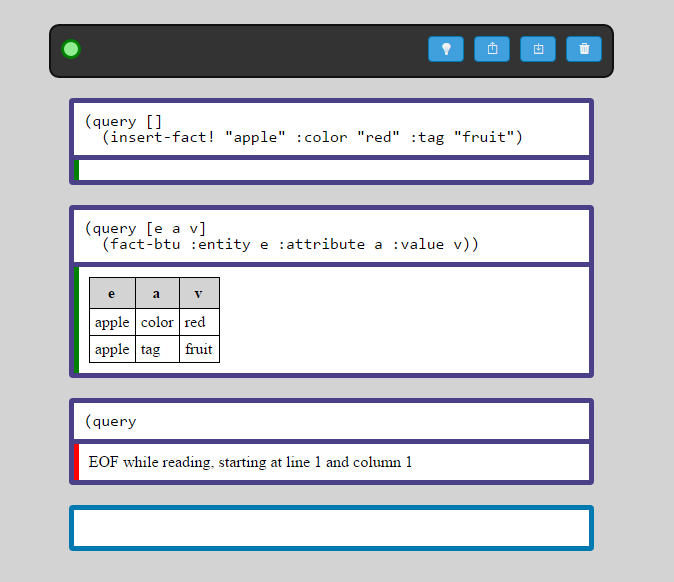 (query []
  (insert-fact! "apple" :color "red" :tag "fruit")
(query [e a v]
  (fact-btu :entity e :attribute a :value v))
e a v
apple color red
apple tag fruit
(query
EOF while reading, starting at line 1 and column 1